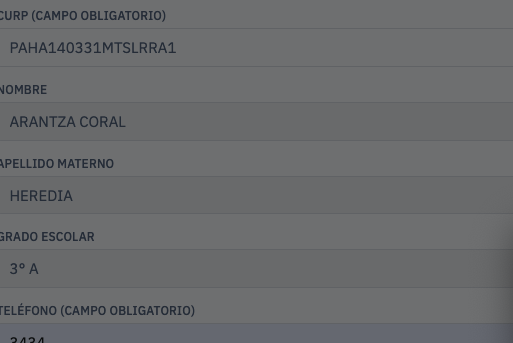 CURP (CAMPO OBLIGATORIO)
PAHA140331MTSLRRA1
NOMBRE
ARANTZA CORAL
APELLIDO MATERNO
HEREDIA
GRADO ESCOLAR
3° A
TELÉFONO (CAMPO OBLIGATORIO)
3434